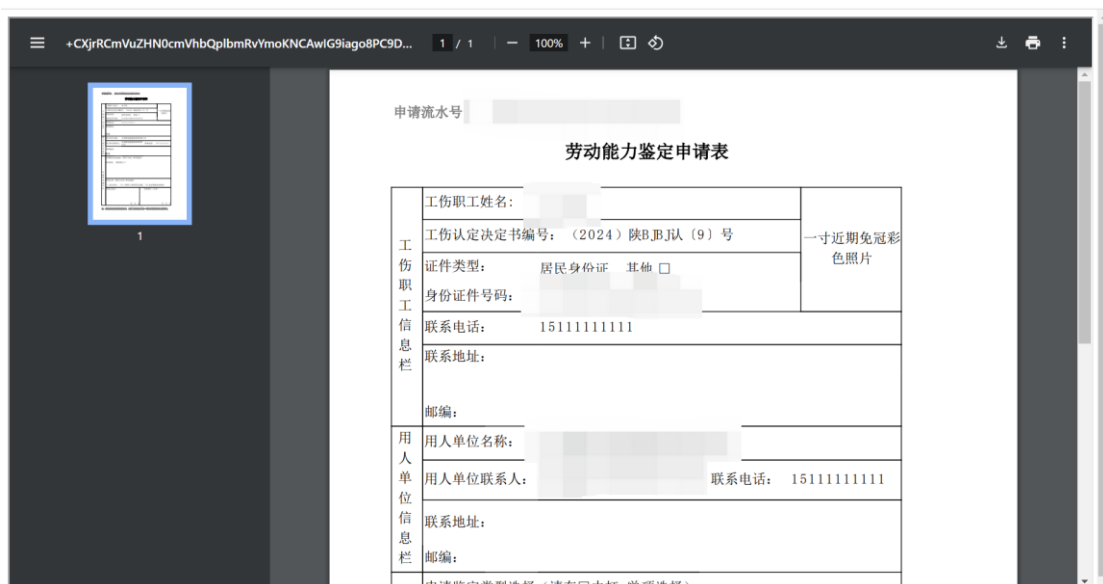 +CXjrRCmVuZHN0cmVhbQplbmRvYmoKNCAwIG9iago8PC9D... 1 / 1 100%
1
申请流水号
劳动能力鉴定申请表
工伤职工信息栏
工伤职工姓名:
工伤认定决定书编号: (2024) 陕BJBJ认〔9〕号
一寸近期免冠彩色照片
证件类型: 居民身份证 其他 □
身份证件号码:
联系电话: 15111111111
联系地址:
邮编:
用人单位信息栏
用人单位名称:
用人单位联系人: 联系电话: 15111111111
联系地址:
邮编: